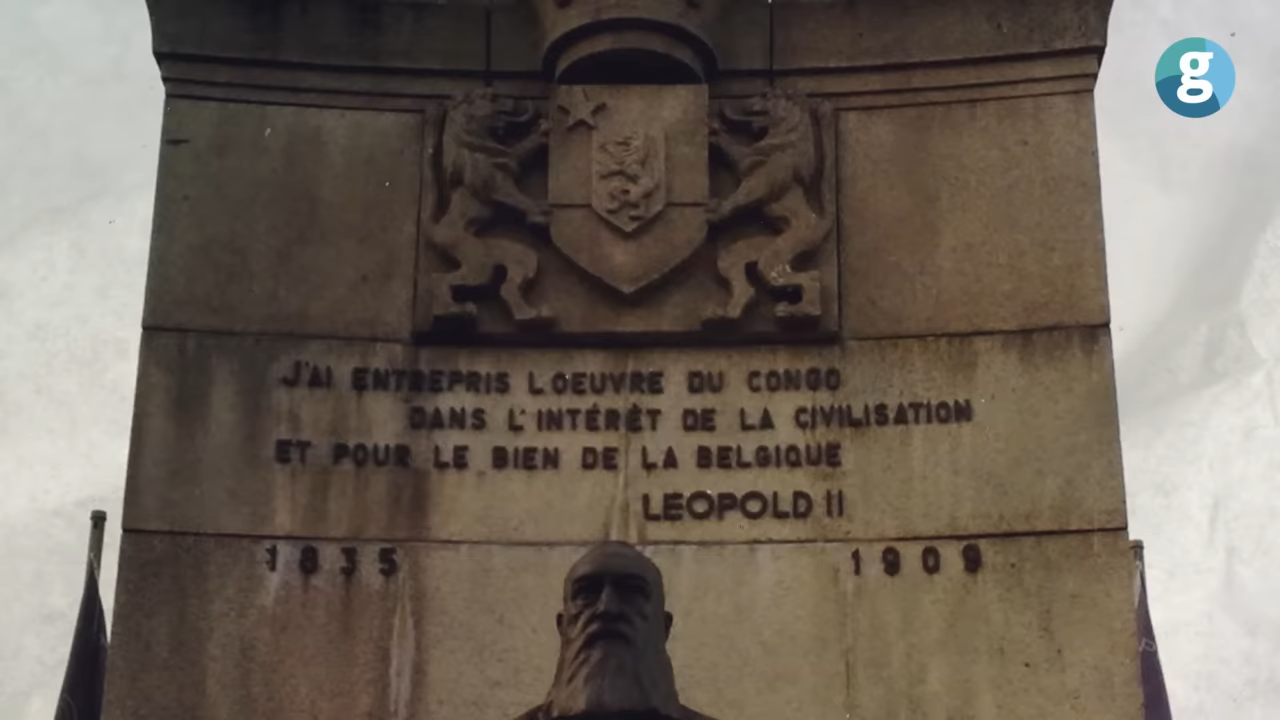 g
J'AI ENTREPRIS L'OEUVRE DU CONGO
DANS L'INTÉRÊT DE LA CIVILISATION
ET POUR LE BIEN DE LA BELGIQUE
LEOPOLD II
1835 1909